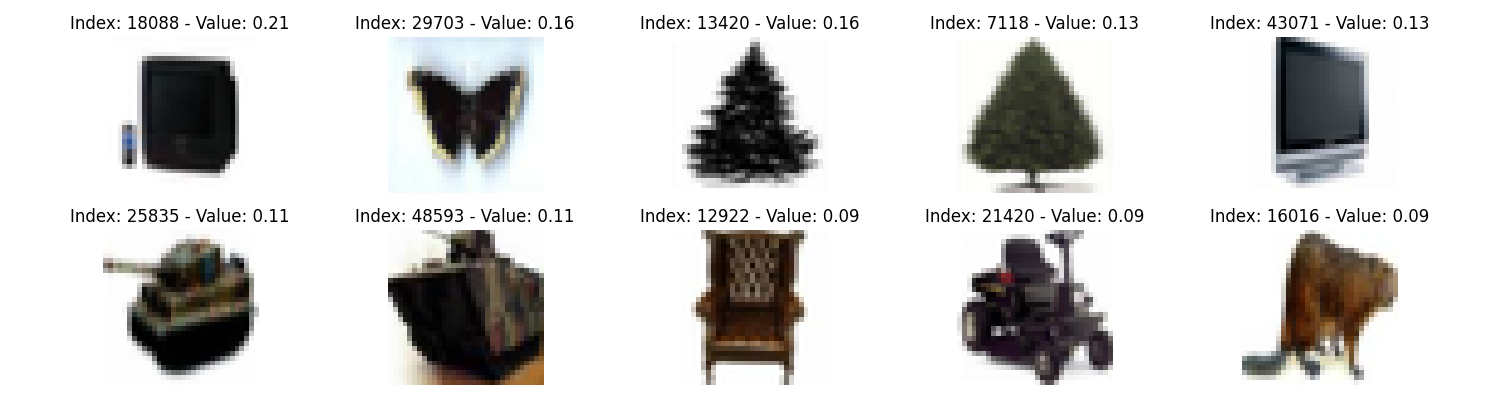 Index: 18088 - Value: 0.21
Index: 29703 - Value: 0.16
Index: 13420 - Value: 0.16
Index: 7118 - Value: 0.13
Index: 43071 - Value: 0.13
Index: 25835 - Value: 0.11
Index: 48593 - Value: 0.11
Index: 12922 - Value: 0.09
Index: 21420 - Value: 0.09
Index: 16016 - Value: 0.09